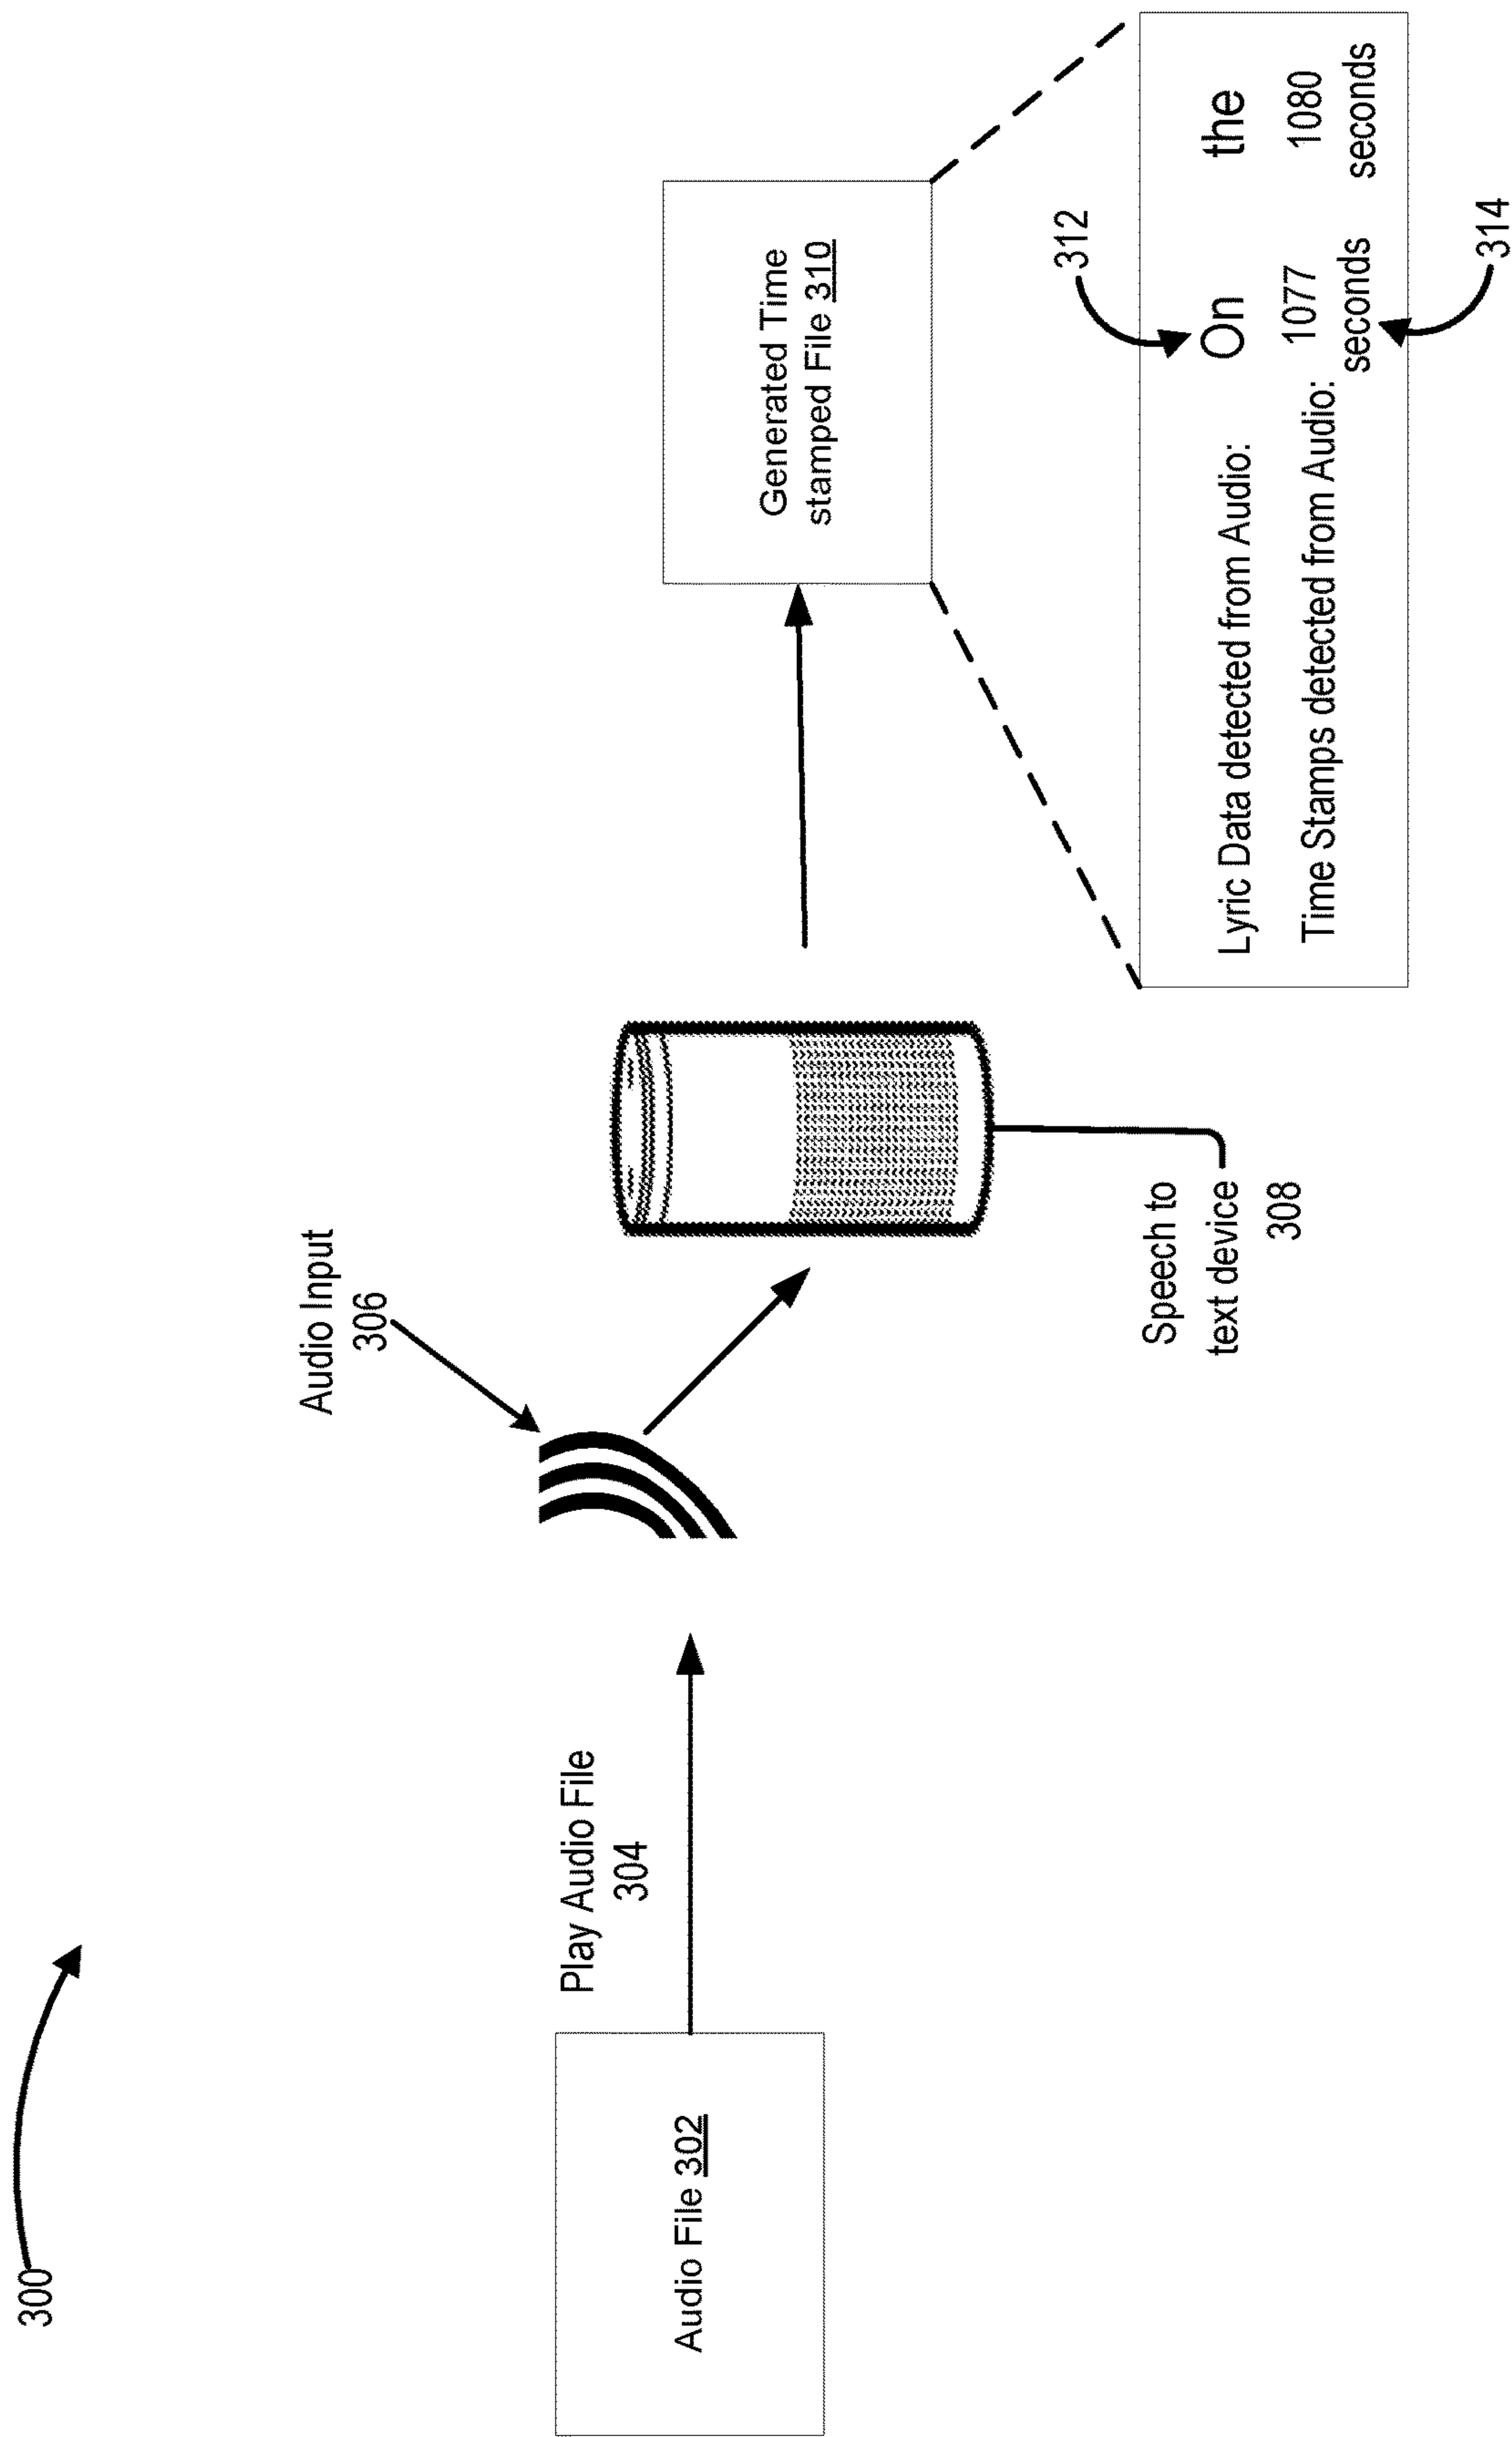 300
Audio File 302
Play Audio File
304
Audio Input
306
Speech to
text device
308
Generated Time
stamped File 310
312
Lyric Data detected from Audio:
On
the
Time Stamps detected from Audio:
1077
seconds
1080
seconds
314